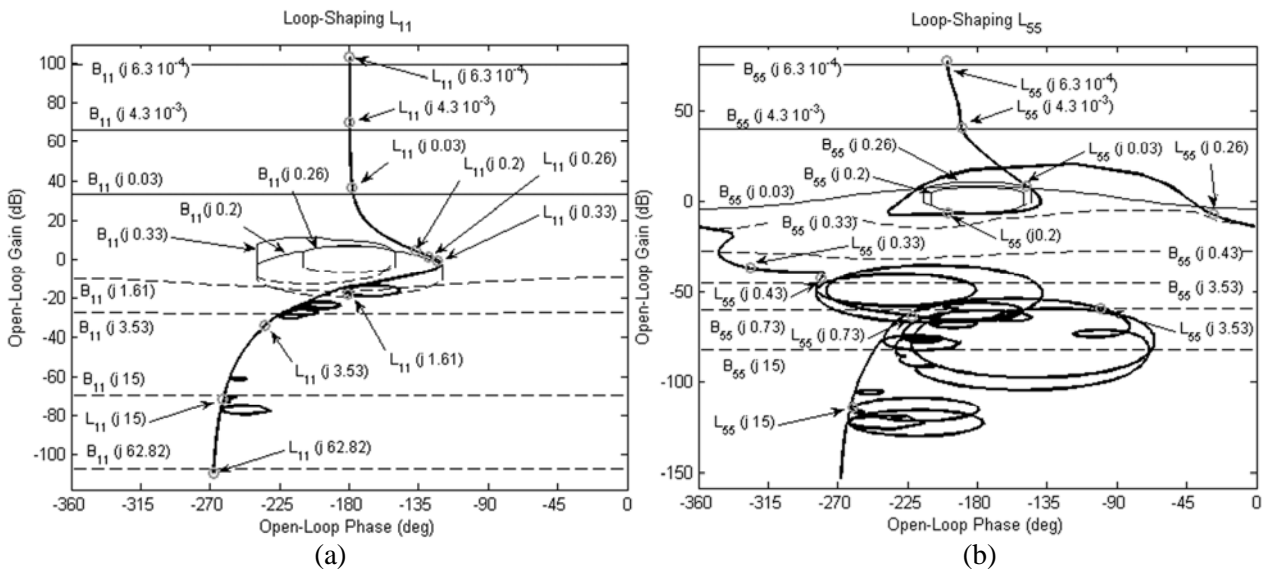 Loop-Shaping L11
Open-Loop Gain (dB)
100
80
60
40
20
0
-20
-40
-60
-80
-100
B11 (j 6.3 10^-4)
L11 (j 6.3 10^-4)
B11 (j 4.3 10^-3)
L11 (j 4.3 10^-3)
L11 (j 0.03)
L11 (j 0.2)
L11 (j 0.26)
B11 (j 0.03)
B11 (j 0.26)
B11 (j 0.2)
B11 (j 0.33)
L11 (j 0.33)
B11 (j 1.61)
B11 (j 3.53)
L11 (j 1.61)
L11 (j 3.53)
B11 (j 15)
L11 (j 15)
B11 (j 62.82)
L11 (j 62.82)
-360
-315
-270
-225
-180
-135
-90
-45
0
Open-Loop Phase (deg)
(a)
Loop-Shaping L55
Open-Loop Gain (dB)
50
0
-50
-100
-150
B55 (j 6.3 10^-4)
L55 (j 6.3 10^-4)
L55 (j 4.3 10^-3)
B55 (j 4.3 10^-3)
B55 (j 0.26)
L55 (j 0.03)
L55 (j 0.26)
B55 (j 0.2)
B55 (j 0.03)
B55 (j 0.33)
L55 (j0.2)
L55 (j 0.33)
B55 (j 0.43)
L55 (j 0.43)
B55 (j 3.53)
B55 (j 0.73)
L55 (j 0.73)
L55 (j 3.53)
B55 (j 15)
L55 (j 15)
-360
-315
-270
-225
-180
-135
-90
-45
0
Open-Loop Phase (deg)
(b)